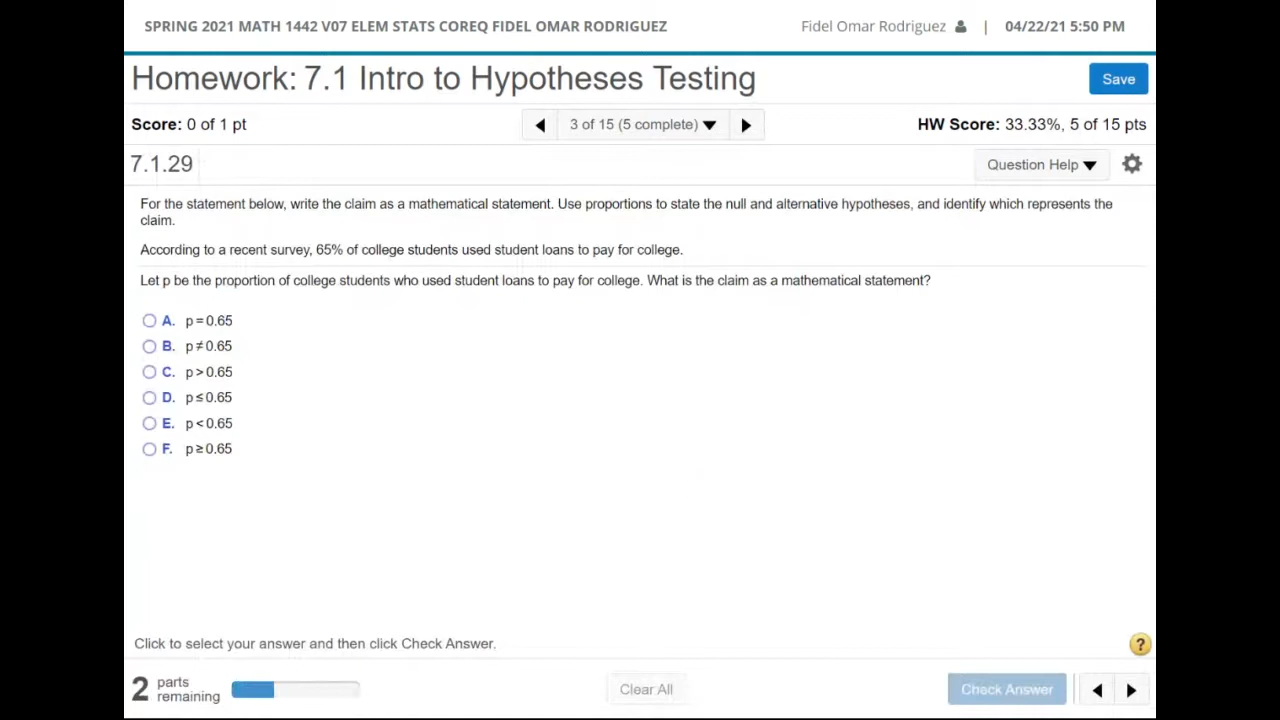 SPRING 2021 MATH 1442 V07 ELEM STATS COREQ FIDEL OMAR RODRIGUEZ
Fidel Omar Rodriguez | 04/22/21 5:50 PM
Homework: 7.1 Intro to Hypotheses Testing
Save
Score: 0 of 1 pt
3 of 15 (5 complete)
HW Score: 33.33%, 5 of 15 pts
7.1.29
Question Help
For the statement below, write the claim as a mathematical statement. Use proportions to state the null and alternative hypotheses, and identify which represents the
claim.
According to a recent survey, 65% of college students used student loans to pay for college.
Let p be the proportion of college students who used student loans to pay for college. What is the claim as a mathematical statement?
A. p=0.65
B. p≠0.65
C. p>0.65
D. p≤0.65
E. p<0.65
F. p≥0.65
Click to select your answer and then click Check Answer.
?
2 parts
remaining
Clear All
Check Answer